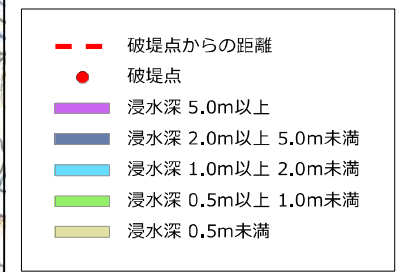 破堤点からの距離
破堤点
浸水深 5.0m以上
浸水深 2.0m以上 5.0m未満
浸水深 1.0m以上 2.0m未満
浸水深 0.5m以上 1.0m未満
浸水深 0.5m未満